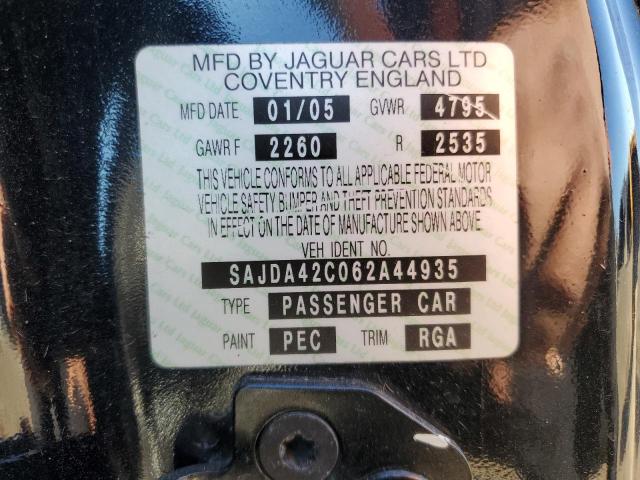 MFD BY JAGUAR CARS LTD
COVENTRY ENGLAND
MFD DATE 01/05 GVWR 4795
GAWR F 2260 R 2535
THIS VEHICLE CONFORMS TO ALL APPLICABLE FEDERAL MOTOR
VEHICLE SAFETY BUMPER AND THEFT PREVENTION STANDARDS
IN EFFECT ON THE DATE OF MANUFACTURE SHOWN ABOVE
VEH IDENT NO.
SAJDA42C062A44935
TYPE PASSENGER CAR
PAINT PEC TRIM RGA